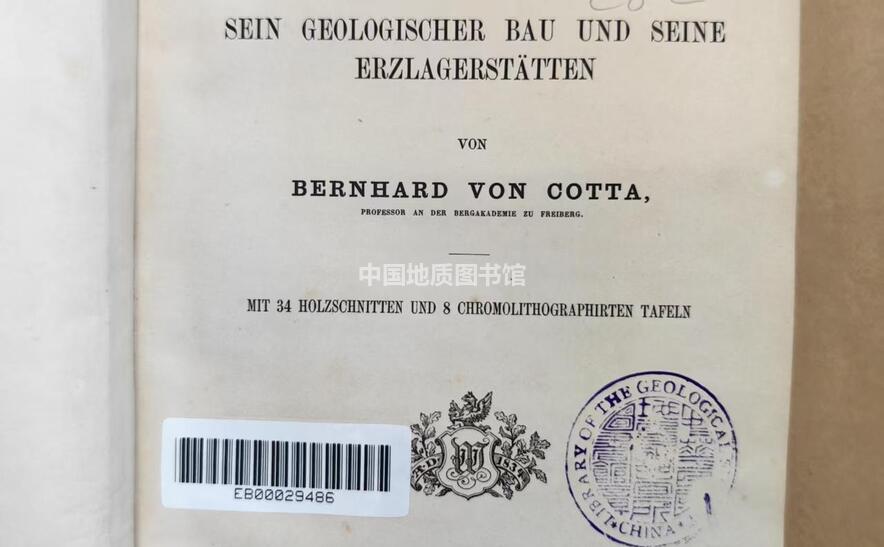 SEIN GEOLOGISCHER BAU UND SEINE
ERZLAGERSTÄTTEN
VON
BERNHARD VON COTTA,
PROFESSOR AN DER BERGAKADEMIE ZU FREIBERG.
中国地质图书馆
MIT 34 HOLZSCHNITTEN UND 8 CHROMOLITHOGRAPHIRTEN TAFELN
1834
EB00029486
LIBRARY OF THE GEOLOGICAL
CHINA